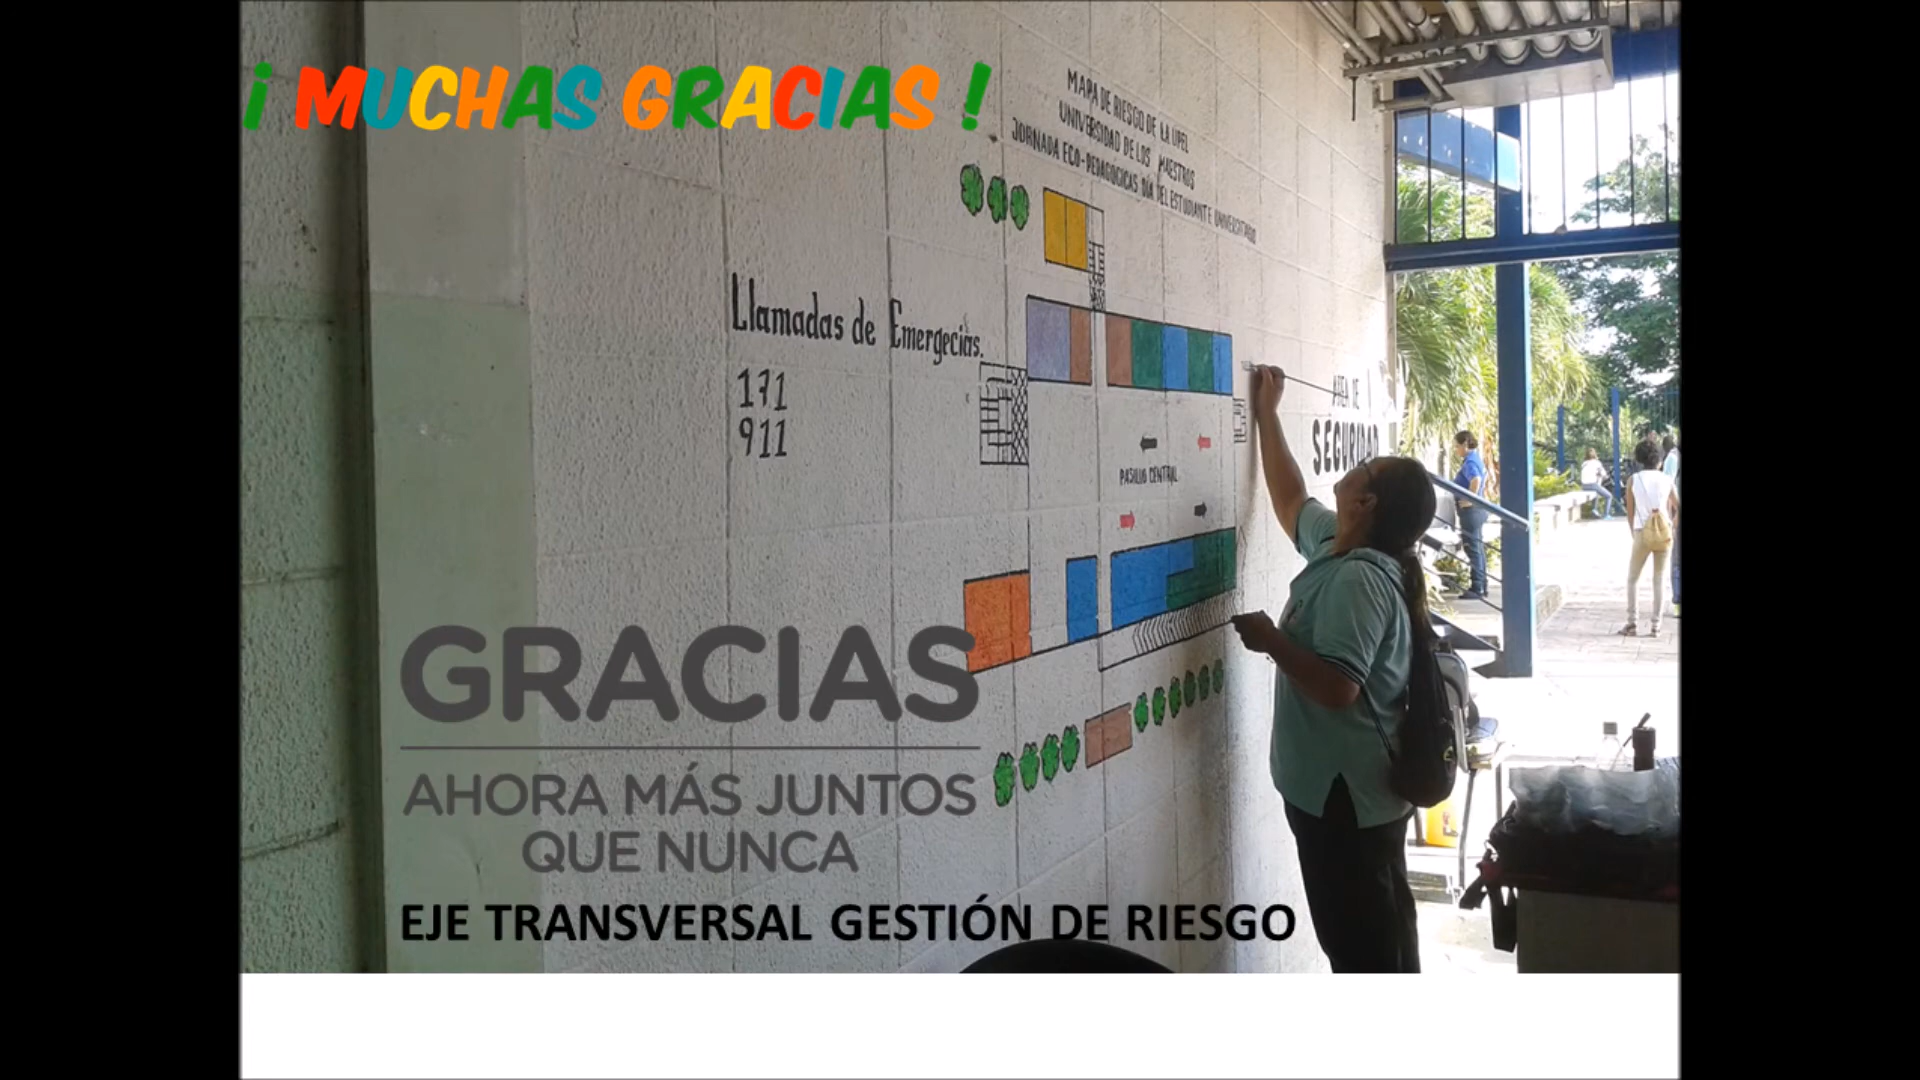 ¡ MUCHAS GRACIAS !
MAPA DE RIESGO DE LA UPEL
UNIVERSIDAD DE LOS MAESTROS
JORNADA ECO-PEDAGOGICAS DIA DEL ESTUDIANTE UNIVERSITARIO
Llamadas de Emergecias.
171
911
AREA DE
SEGURIDAD
PASILLO CENTRAL
GRACIAS
AHORA MÁS JUNTOS
QUE NUNCA
EJE TRANSVERSAL GESTIÓN DE RIESGO